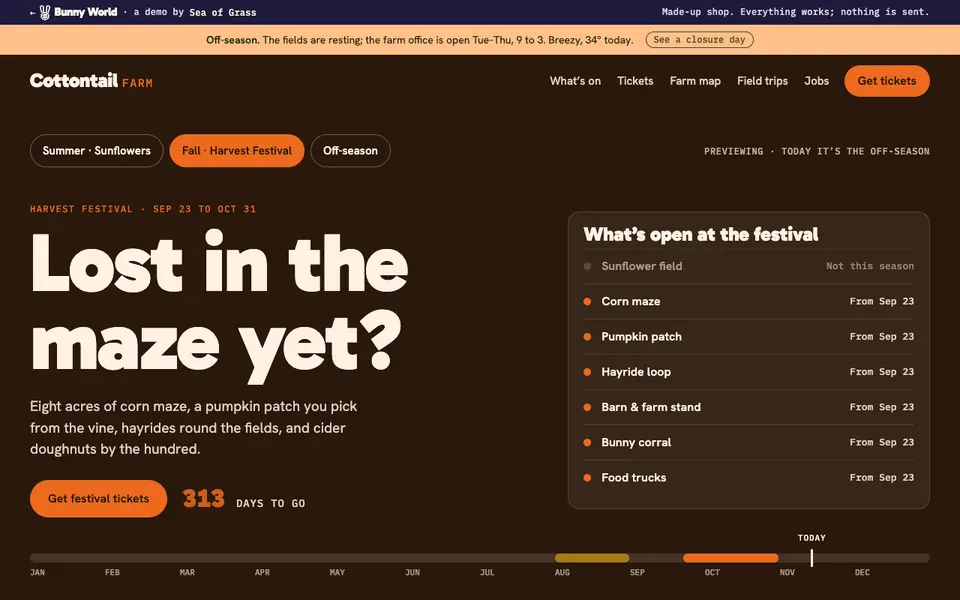 ← Bunny World · a demo by Sea of Grass
Made-up shop. Everything works; nothing is sent.
Off-season. The fields are resting; the farm office is open Tue–Thu, 9 to 3. Breezy, 34° today.
See a closure day
Cottontail FARM
What's on
Tickets
Farm map
Field trips
Jobs
Get tickets
Summer · Sunflowers
Fall · Harvest Festival
Off-season
PREVIEWING · TODAY IT'S THE OFF-SEASON
HARVEST FESTIVAL · SEP 23 TO OCT 31
Lost in the
maze yet?
Eight acres of corn maze, a pumpkin patch you pick
from the vine, hayrides round the fields, and cider
doughnuts by the hundred.
Get festival tickets
313 DAYS TO GO
What's open at the festival
Sunflower field Not this season
Corn maze From Sep 23
Pumpkin patch From Sep 23
Hayride loop From Sep 23
Barn & farm stand From Sep 23
Bunny corral From Sep 23
Food trucks From Sep 23
TODAY
JAN FEB MAR APR MAY JUN JUL AUG SEP OCT NOV DEC